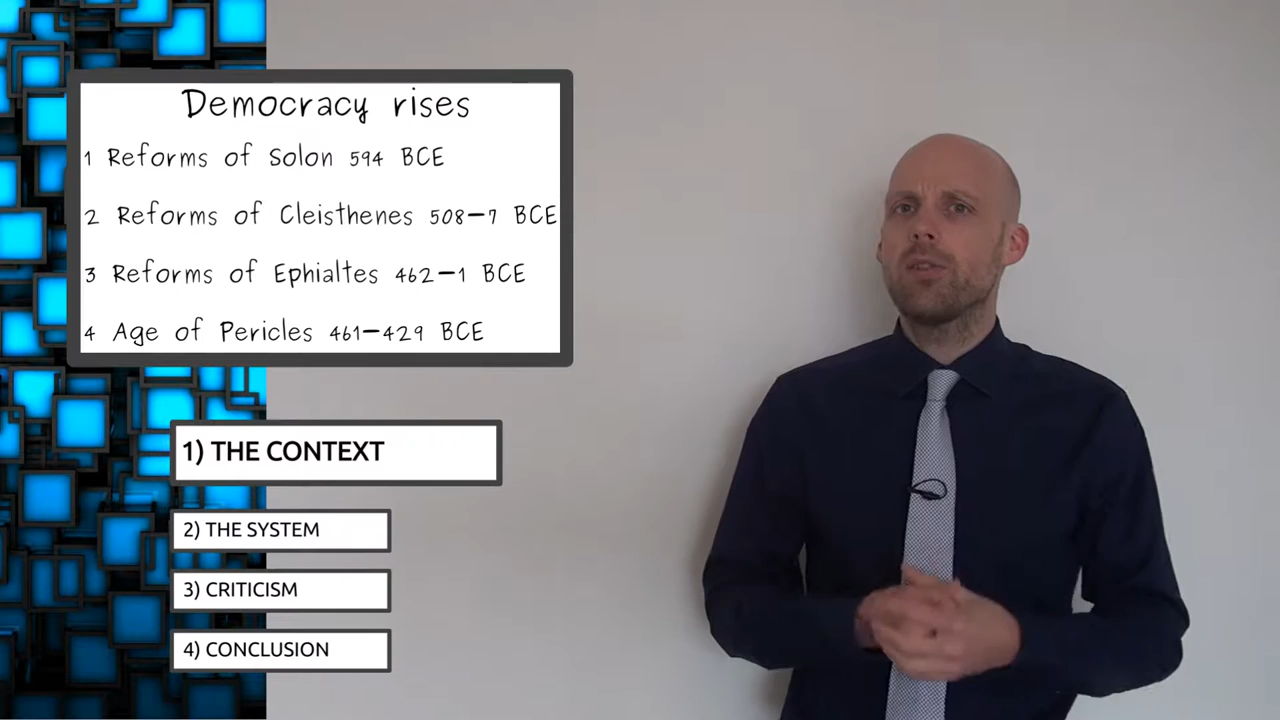 Democracy rises
1 Reforms of Solon 594 BCE
2 Reforms of Cleisthenes 508-7 BCE
3 Reforms of Ephialtes 462-1 BCE
4 Age of Pericles 461-429 BCE
1) THE CONTEXT
2) THE SYSTEM
3) CRITICISM
4) CONCLUSION